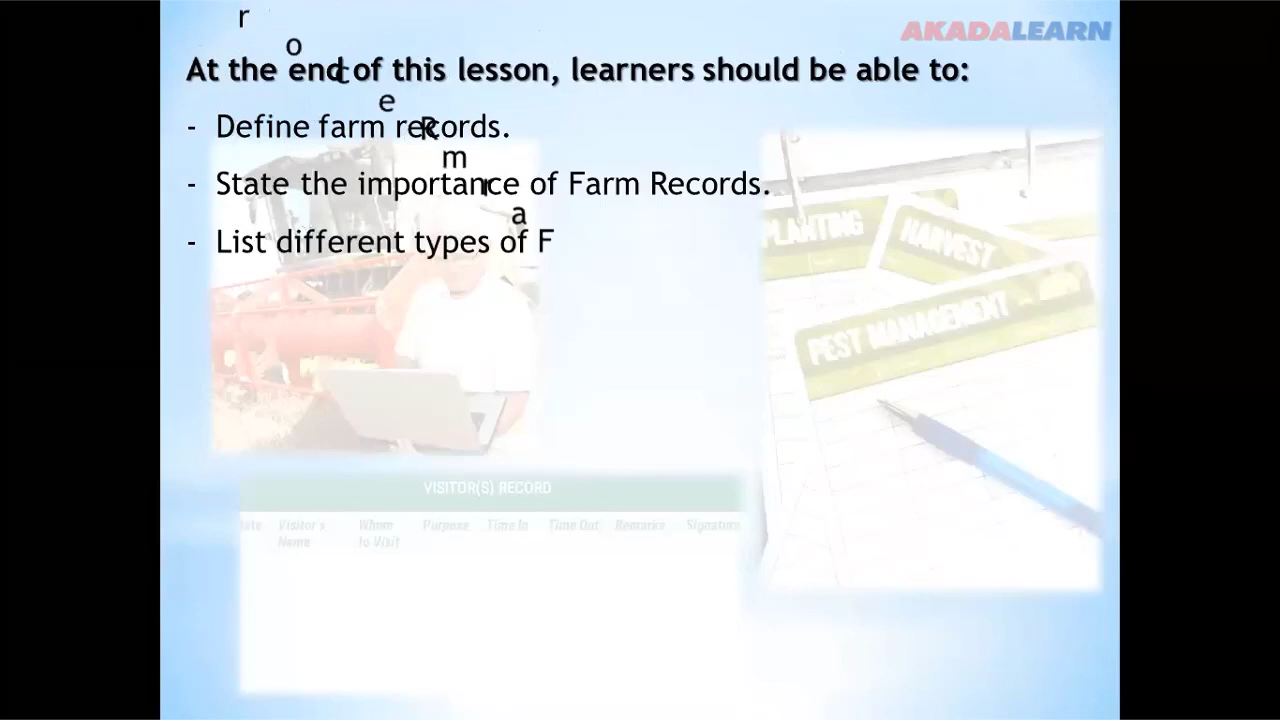 AKADALEARN
At the end of this lesson, learners should be able to:
- Define farm records.
- State the importance of Farm Records.
- List different types of F
a
r
m
R
e
c
o
r
PLANTING
HARVEST
PEST MANAGEMENT
VISITOR(S) RECORD
Visitor's Name Whom to Visit Purpose Time In Time Out Remarks Signature